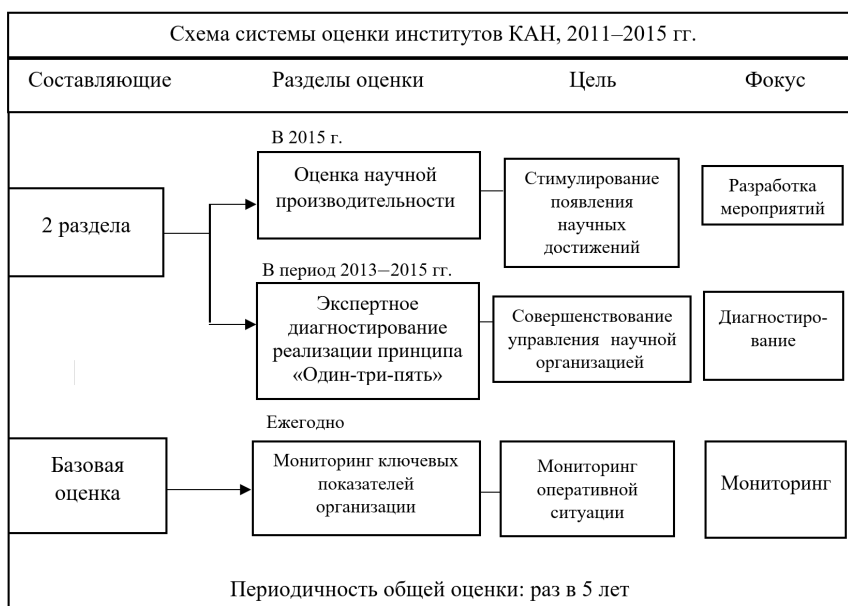 Схема системы оценки институтов КАН, 2011–2015 гг.
Составляющие Разделы оценки Цель Фокус
В 2015 г.
2 раздела
Оценка научной
производительности
Стимулирование
появления
научных
достижений
Разработка
мероприятий
В период 2013–2015 гг.
Экспертное
диагностирование
реализации принципа
«Один-три-пять»
Совершенствование
управления научной
организацией
Диагностиро-
вание
Ежегодно
Базовая
оценка
Мониторинг ключевых
показателей
организации
Мониторинг
оперативной
ситуации
Мониторинг
Периодичность общей оценки: раз в 5 лет